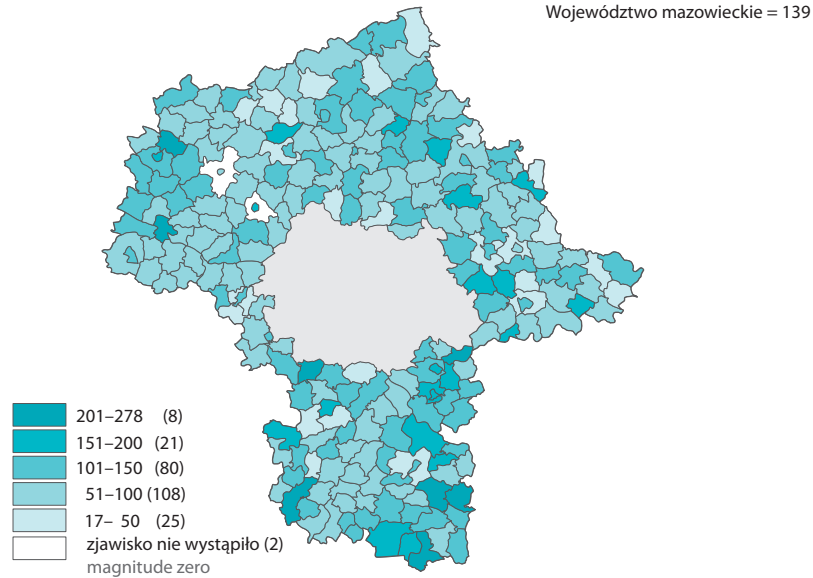 Województwo mazowieckie = 139
201–278 (8)
151–200 (21)
101–150 (80)
51–100 (108)
17– 50 (25)
zjawisko nie wystąpiło (2)
magnitude zero